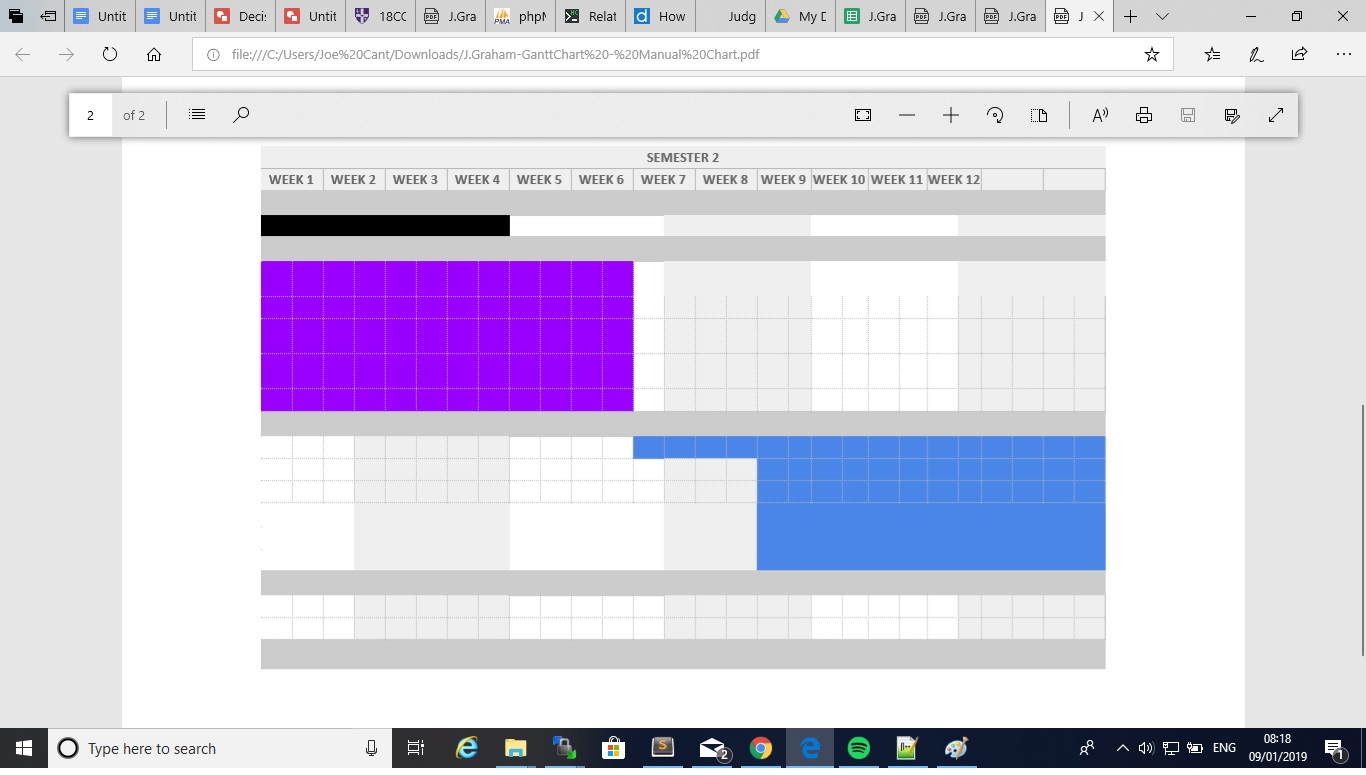 Untit Untit Decis Untit 18CC J.Gra phpM Relat How Judg My D J.Gra J.Gra J.Gra J
file:///C:/Users/Joe%20Cant/Downloads/J.Graham-GanttChart%20-%20Manual%20Chart.pdf
2 of 2
SEMESTER 2
WEEK 1 WEEK 2 WEEK 3 WEEK 4 WEEK 5 WEEK 6 WEEK 7 WEEK 8 WEEK 9 WEEK 10 WEEK 11 WEEK 12
Type here to search 2 ENG 08:18
09/01/2019 1